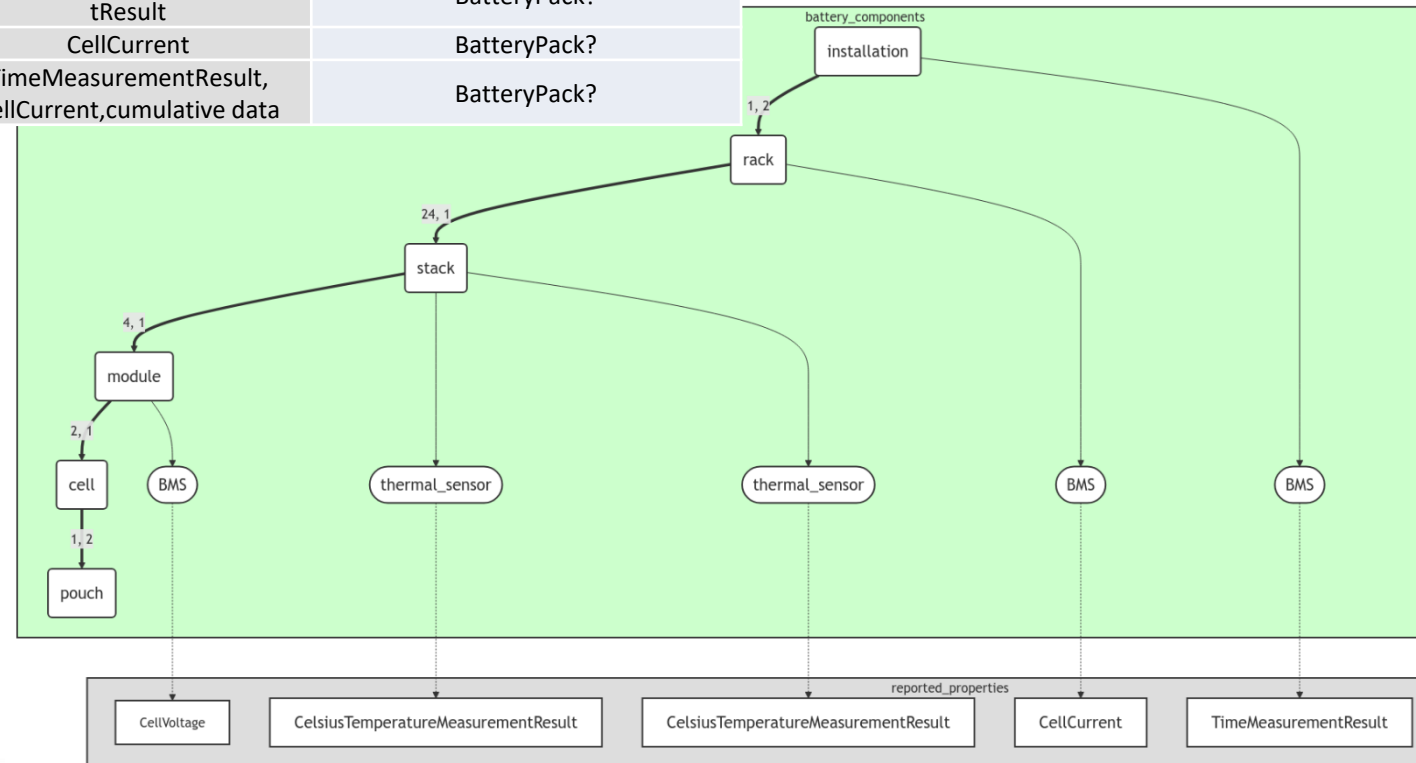 tResult
BatteryPack?
CellCurrent
BatteryPack?
TimeMeasurementResult,
CellCurrent,cumulative data
BatteryPack?
battery_components
installation
1, 2
rack
24, 1
stack
4, 1
module
2, 1
cell
BMS
thermal_sensor
thermal_sensor
BMS
BMS
1, 2
pouch
reported_properties
CellVoltage
CelsiusTemperatureMeasurementResult
CelsiusTemperatureMeasurementResult
CellCurrent
TimeMeasurementResult